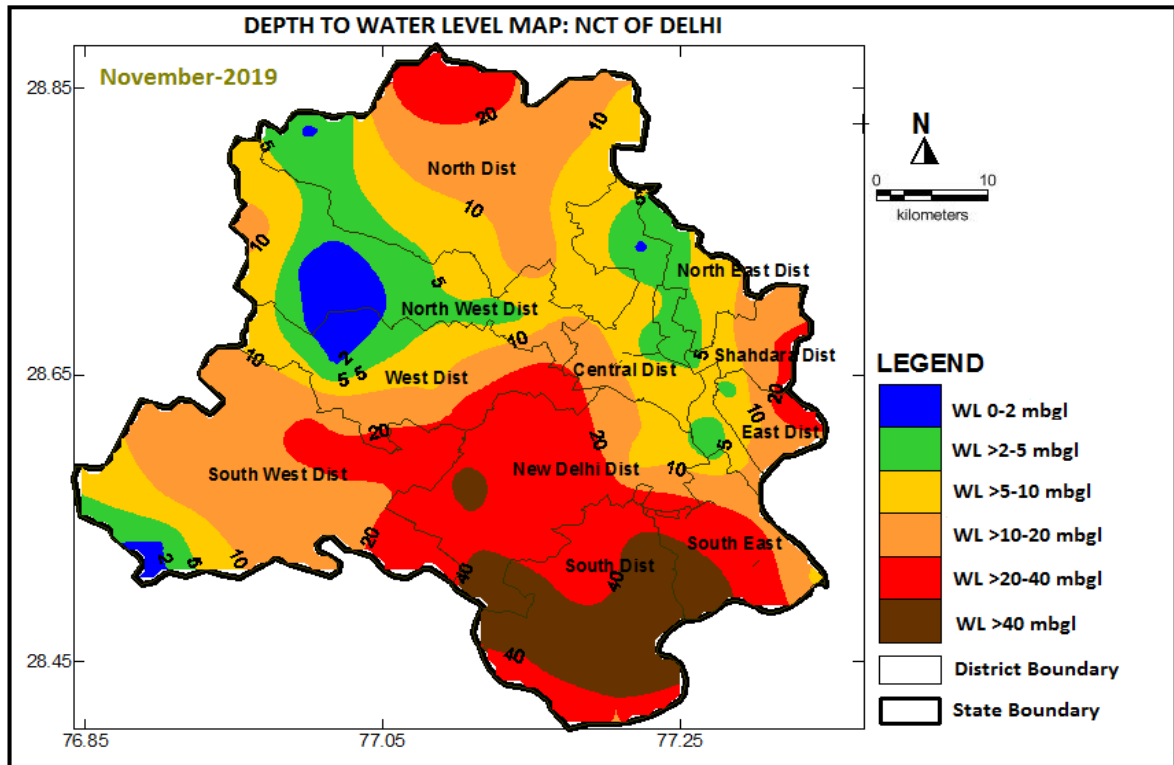 DEPTH TO WATER LEVEL MAP: NCT OF DELHI
November-2019
28.85
28.65
28.45
76.85
77.05
77.25
N
0 10
kilometers
20
10
5
North Dist
10
5
10
5
North East Dist
North West Dist
10
2
5 5
10
West Dist
Central Dist
5
Shahdara Dist
20
10
East Dist
20
20
5
10
South West Dist
New Delhi Dist
20
South East
2
5
10
40
South Dist
40
40
LEGEND
WL 0-2 mbgl
WL >2-5 mbgl
WL >5-10 mbgl
WL >10-20 mbgl
WL >20-40 mbgl
WL >40 mbgl
District Boundary
State Boundary